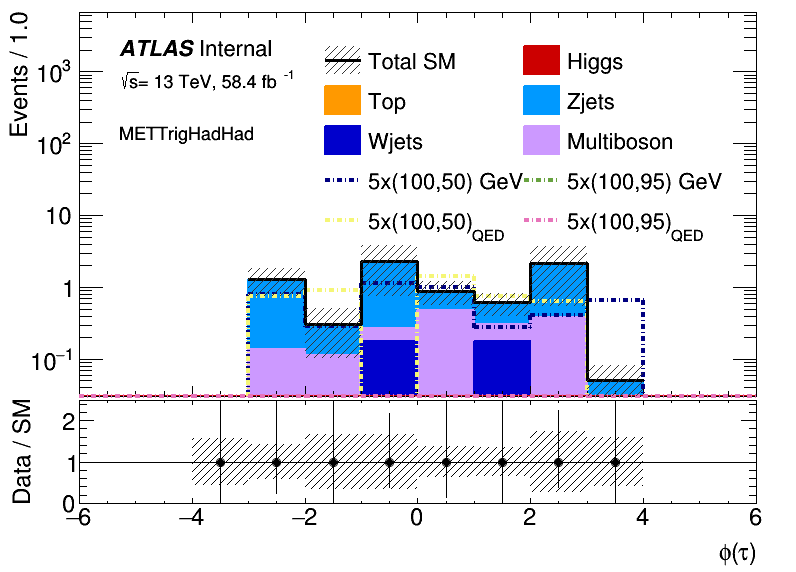 ATLAS Internal
√s= 13 TeV, 58.4 fb⁻¹
METTrigHadHad
Total SM
Higgs
Top
Zjets
Wjets
Multiboson
5x(100,50) GeV
5x(100,95) GeV
5x(100,50)QED
5x(100,95)QED
Events / 1.0
10³
10²
10
1
10⁻¹
Data / SM
2
1
0
−6
−4
−2
0
2
4
6
ϕ(τ)